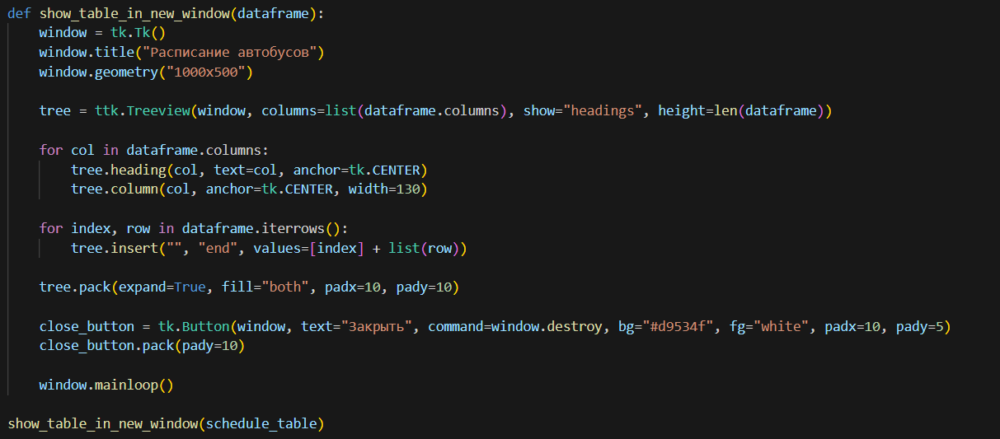 def show_table_in_new_window(dataframe):
    window = tk.Tk()
    window.title("Расписание автобусов")
    window.geometry("1000x500")

    tree = ttk.Treeview(window, columns=list(dataframe.columns), show="headings", height=len(dataframe))

    for col in dataframe.columns:
        tree.heading(col, text=col, anchor=tk.CENTER)
        tree.column(col, anchor=tk.CENTER, width=130)

    for index, row in dataframe.iterrows():
        tree.insert("", "end", values=[index] + list(row))

    tree.pack(expand=True, fill="both", padx=10, pady=10)

    close_button = tk.Button(window, text="Закрыть", command=window.destroy, bg="#d9534f", fg="white", padx=10, pady=5)
    close_button.pack(pady=10)

    window.mainloop()

show_table_in_new_window(schedule_table)